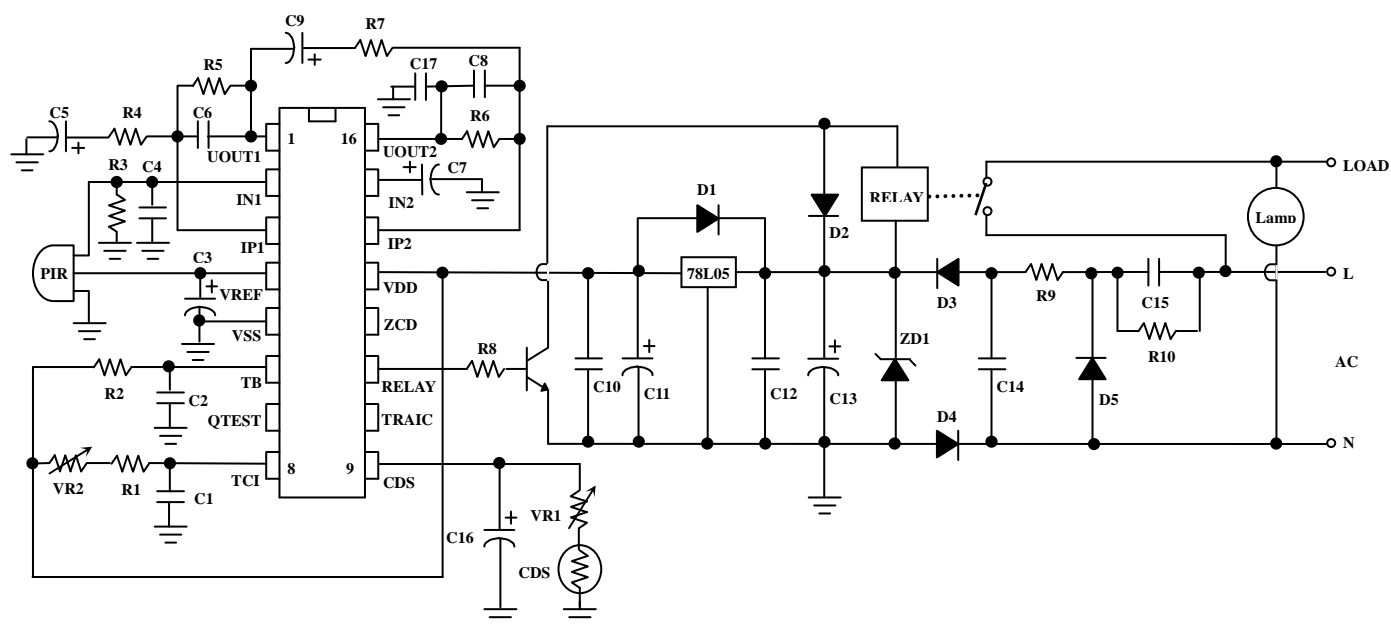 C9
R7
R5
C17
C8
C5
R4
C6
R6
1
16
UOUT1
UOUT2
R3
C4
C7
IN1
IN2
D1
RELAY
LOAD
Lamp
D2
IP1
IP2
PIR
C3
VREF
VDD
78L05
D3
R9
C15
L
VSS
ZCD
R8
ZD1
R10
R2
C2
TB
RELAY
C10
C11
C12
C13
C14
D5
AC
QTEST
TRAIC
D4
N
VR2
R1
C1
TCI
8
9
CDS
C16
VR1
CDS